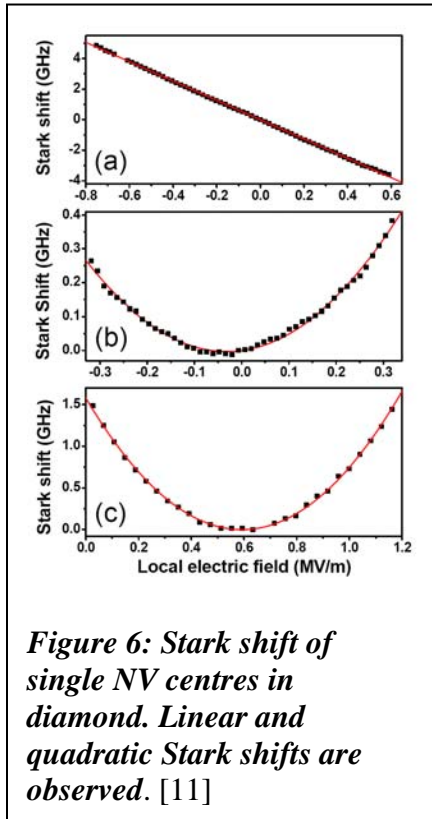 4
2
0
-2
-4
Stark shift (GHz)
(a)
-0.8 -0.6 -0.4 -0.2 0.0 0.2 0.4 0.6
0.4
0.3
0.2
0.1
0.0
Stark Shift (GHz)
(b)
-0.3 -0.2 -0.1 0.0 0.1 0.2 0.3
1.5
1.0
0.5
0.0
Stark shift (GHz)
(c)
0.0 0.2 0.4 0.6 0.8 1.0 1.2
Local electric field (MV/m)
Figure 6: Stark shift of
single NV centres in
diamond. Linear and
quadratic Stark shifts are
observed. [11]